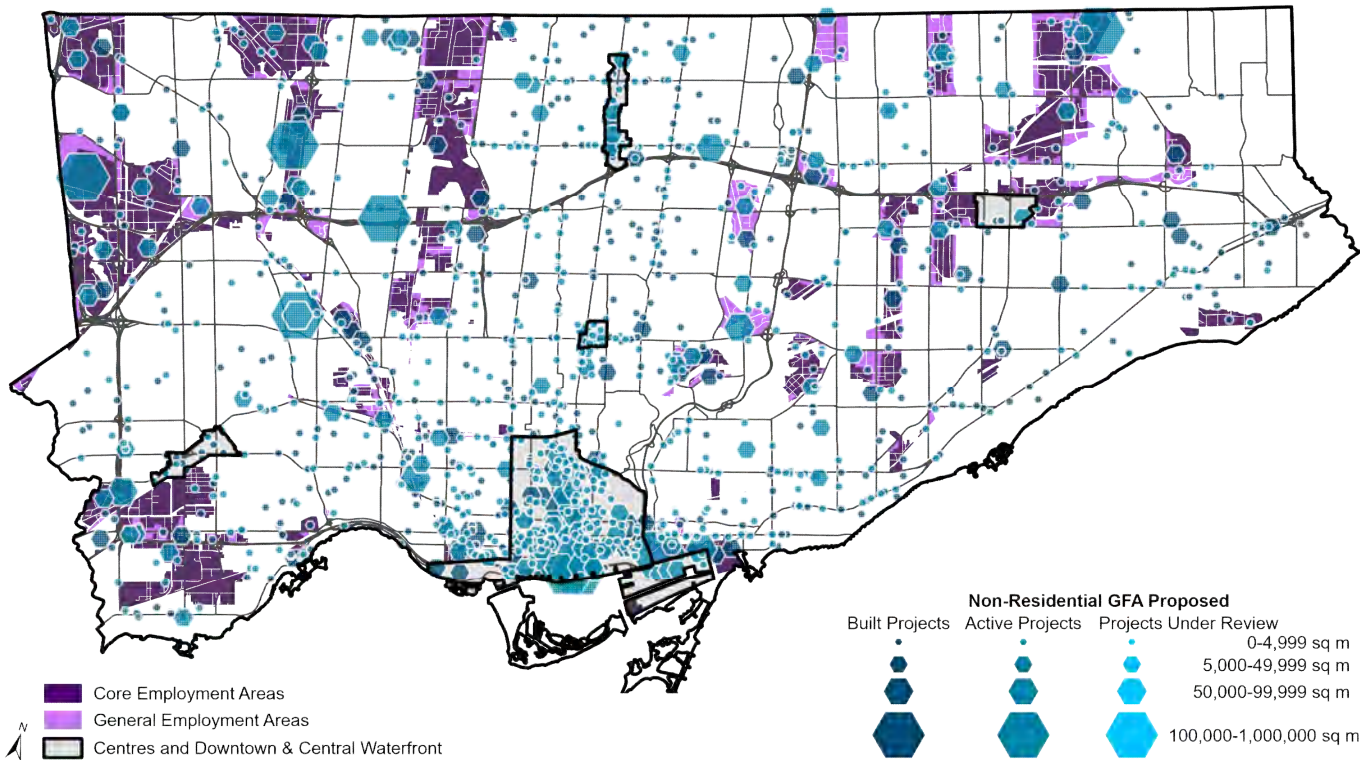 Non-Residential GFA Proposed
Built Projects Active Projects Projects Under Review
0-4,999 sq m
5,000-49,999 sq m
50,000-99,999 sq m
100,000-1,000,000 sq m
Core Employment Areas
General Employment Areas
Centres and Downtown & Central Waterfront
N